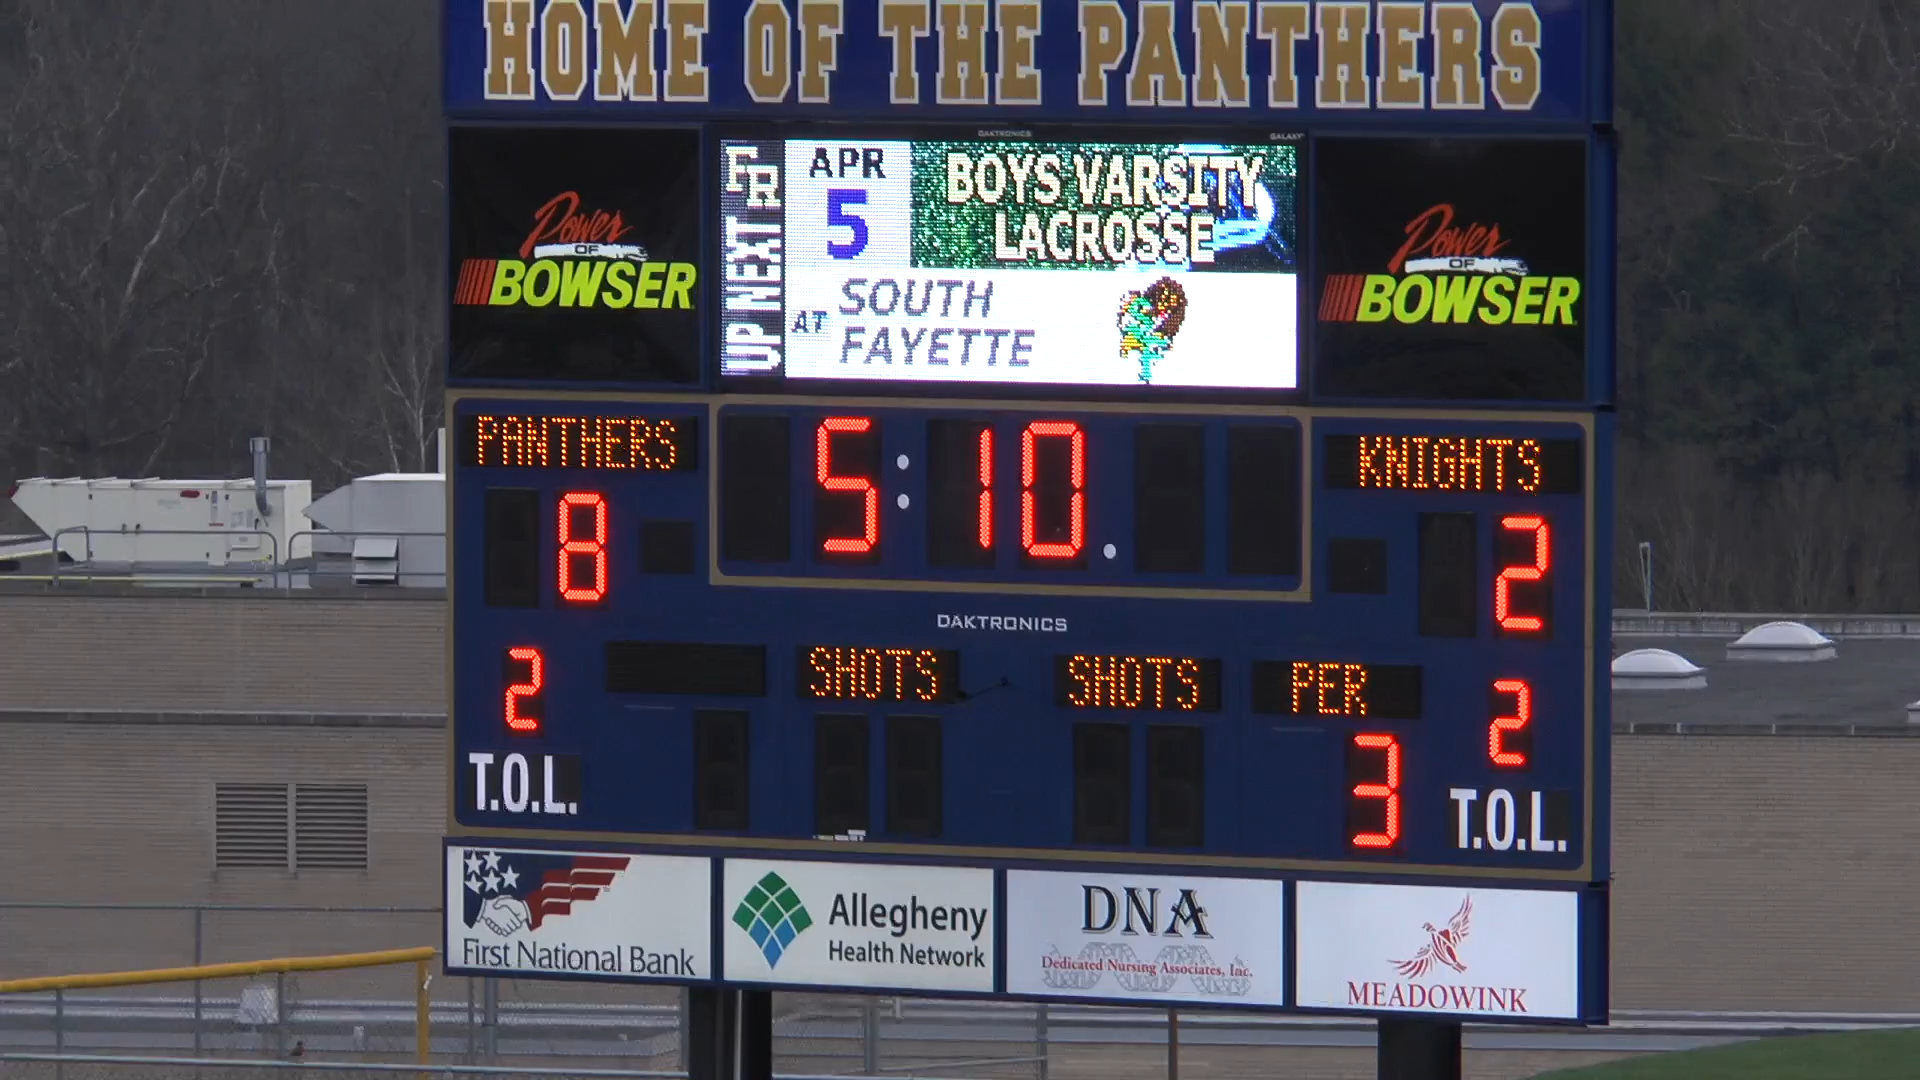 HOME OF THE PANTHERS
DAKTRONICS
GALAXY
Power
OF
BOWSER
UP NEXT FR
APR
5
BOYS VARSITY
LACROSSE
AT
SOUTH
FAYETTE
Power
OF
BOWSER
PANTHERS
5:10.
KNIGHTS
8
2
DAKTRONICS
2
SHOTS
SHOTS
PER
2
3
T.O.L.
T.O.L.
First National Bank
Allegheny
Health Network
DNA
Dedicated Nursing Associates, Inc.
MEADOWINK